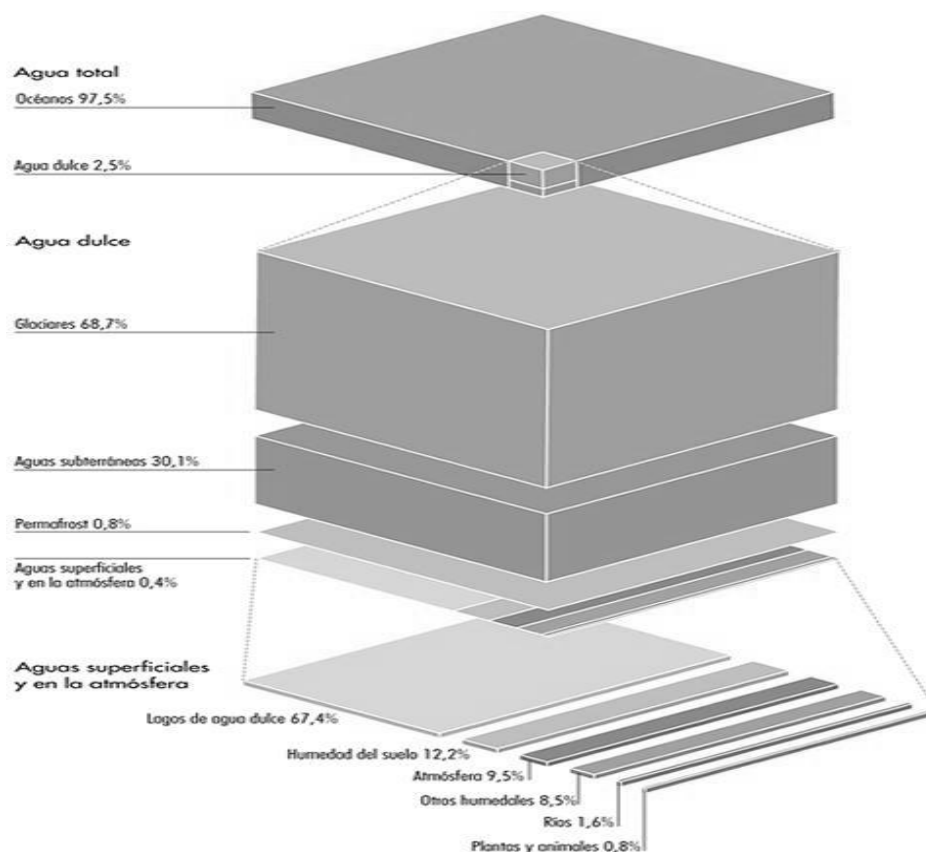 Agua total
Océanos 97,5%
Agua dulce 2,5%
Agua dulce
Glaciares 68,7%
Aguas subterráneas 30,1%
Permafrost 0,8%
Aguas superficiales
y en la atmósfera 0,4%
Aguas superficiales
y en la atmósfera
Lagos de agua dulce 67,4%
Humedad del suelo 12,2%
Atmósfera 9,5%
Otros humedales 8,5%
Ríos 1,6%
Plantas y animales 0,8%